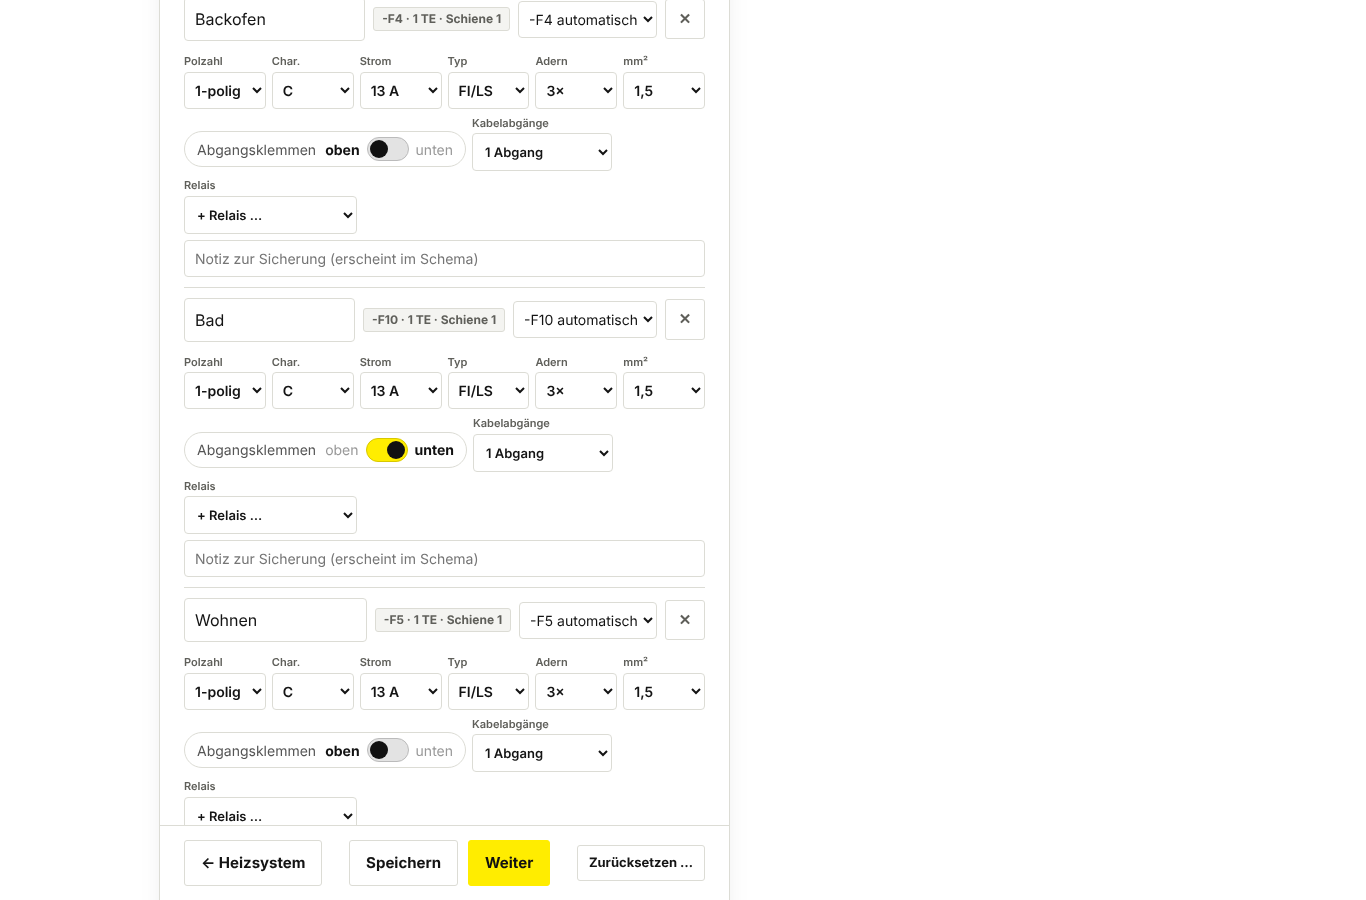 Backofen -F4 · 1 TE · Schiene 1 -F4 automatisch ✕
Polzahl Char. Strom Typ Adern mm²
1-polig C 13 A FI/LS 3× 1,5
Kabelabgänge
Abgangsklemmen oben unten 1 Abgang
Relais
+ Relais …
Notiz zur Sicherung (erscheint im Schema)
Bad -F10 · 1 TE · Schiene 1 -F10 automatisch ✕
Polzahl Char. Strom Typ Adern mm²
1-polig C 13 A FI/LS 3× 1,5
Kabelabgänge
Abgangsklemmen oben unten 1 Abgang
Relais
+ Relais …
Notiz zur Sicherung (erscheint im Schema)
Wohnen -F5 · 1 TE · Schiene 1 -F5 automatisch ✕
Polzahl Char. Strom Typ Adern mm²
1-polig C 13 A FI/LS 3× 1,5
Kabelabgänge
Abgangsklemmen oben unten 1 Abgang
Relais
+ Relais …
← Heizsystem Speichern Weiter Zurücksetzen …